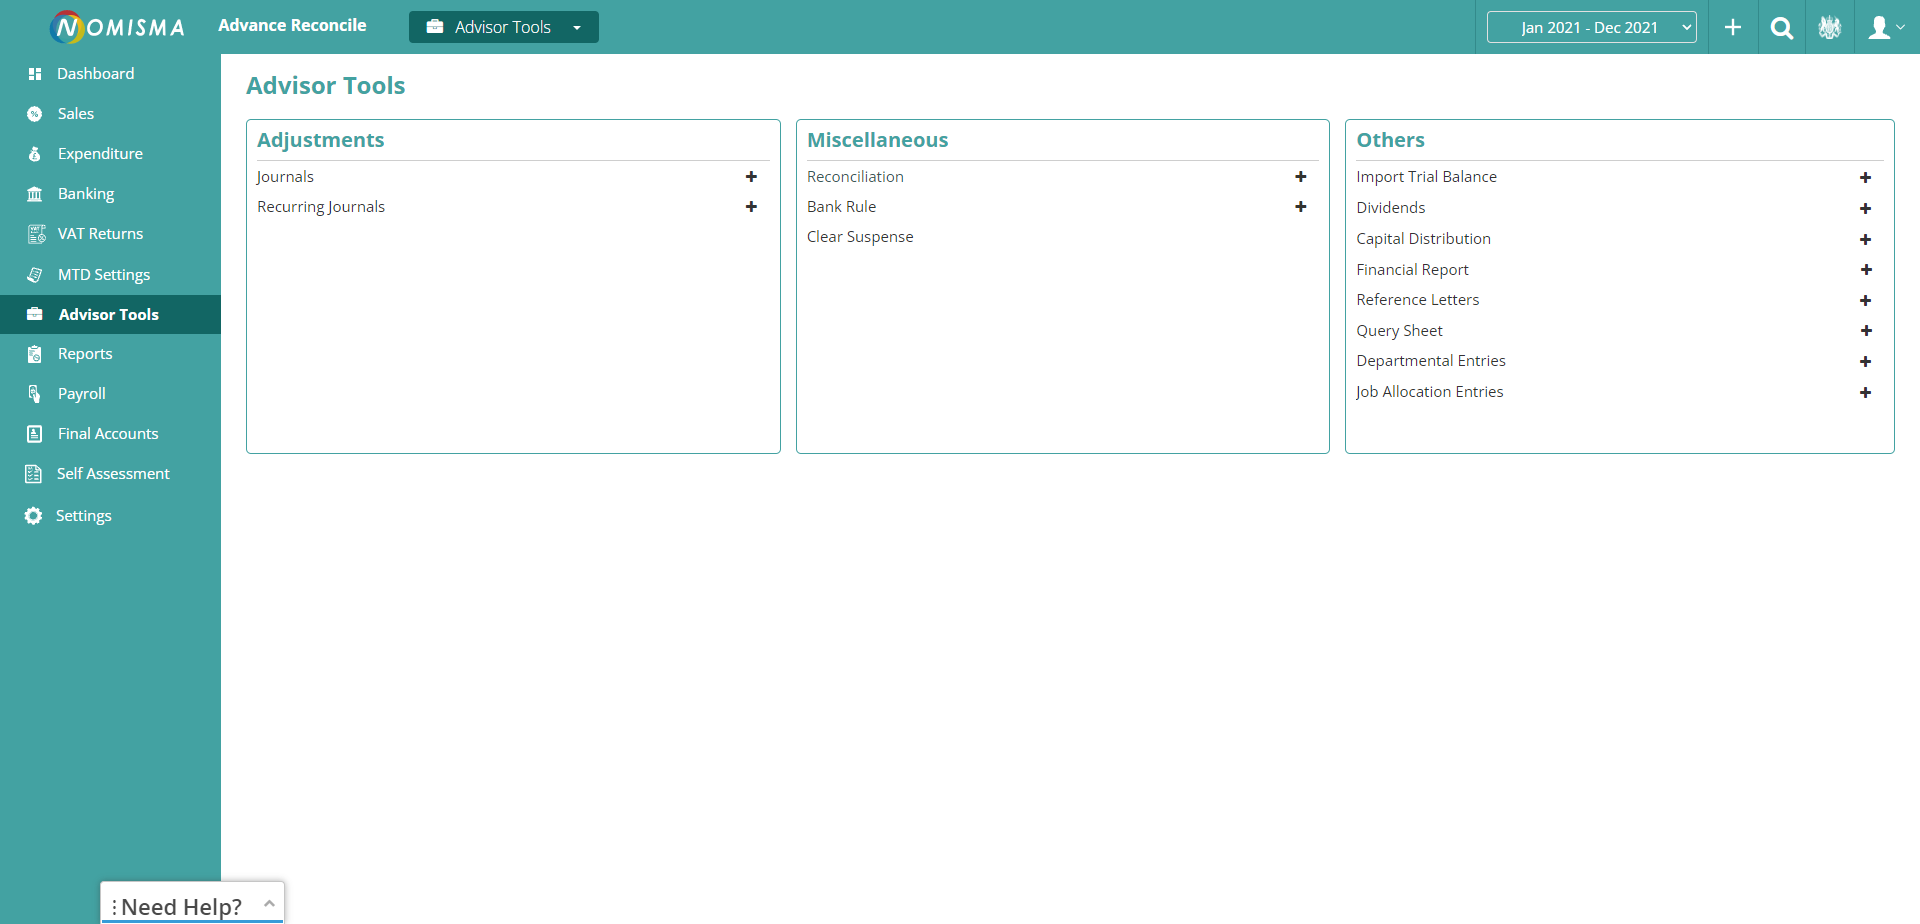 NOMISMA
Advance Reconcile
Advisor Tools
Jan 2021 - Dec 2021
Dashboard
Sales
Expenditure
Banking
VAT Returns
MTD Settings
Advisor Tools
Reports
Payroll
Final Accounts
Self Assessment
Settings
Advisor Tools
Adjustments
Journals
Recurring Journals
Miscellaneous
Reconciliation
Bank Rule
Clear Suspense
Others
Import Trial Balance
Dividends
Capital Distribution
Financial Report
Reference Letters
Query Sheet
Departmental Entries
Job Allocation Entries
Need Help?